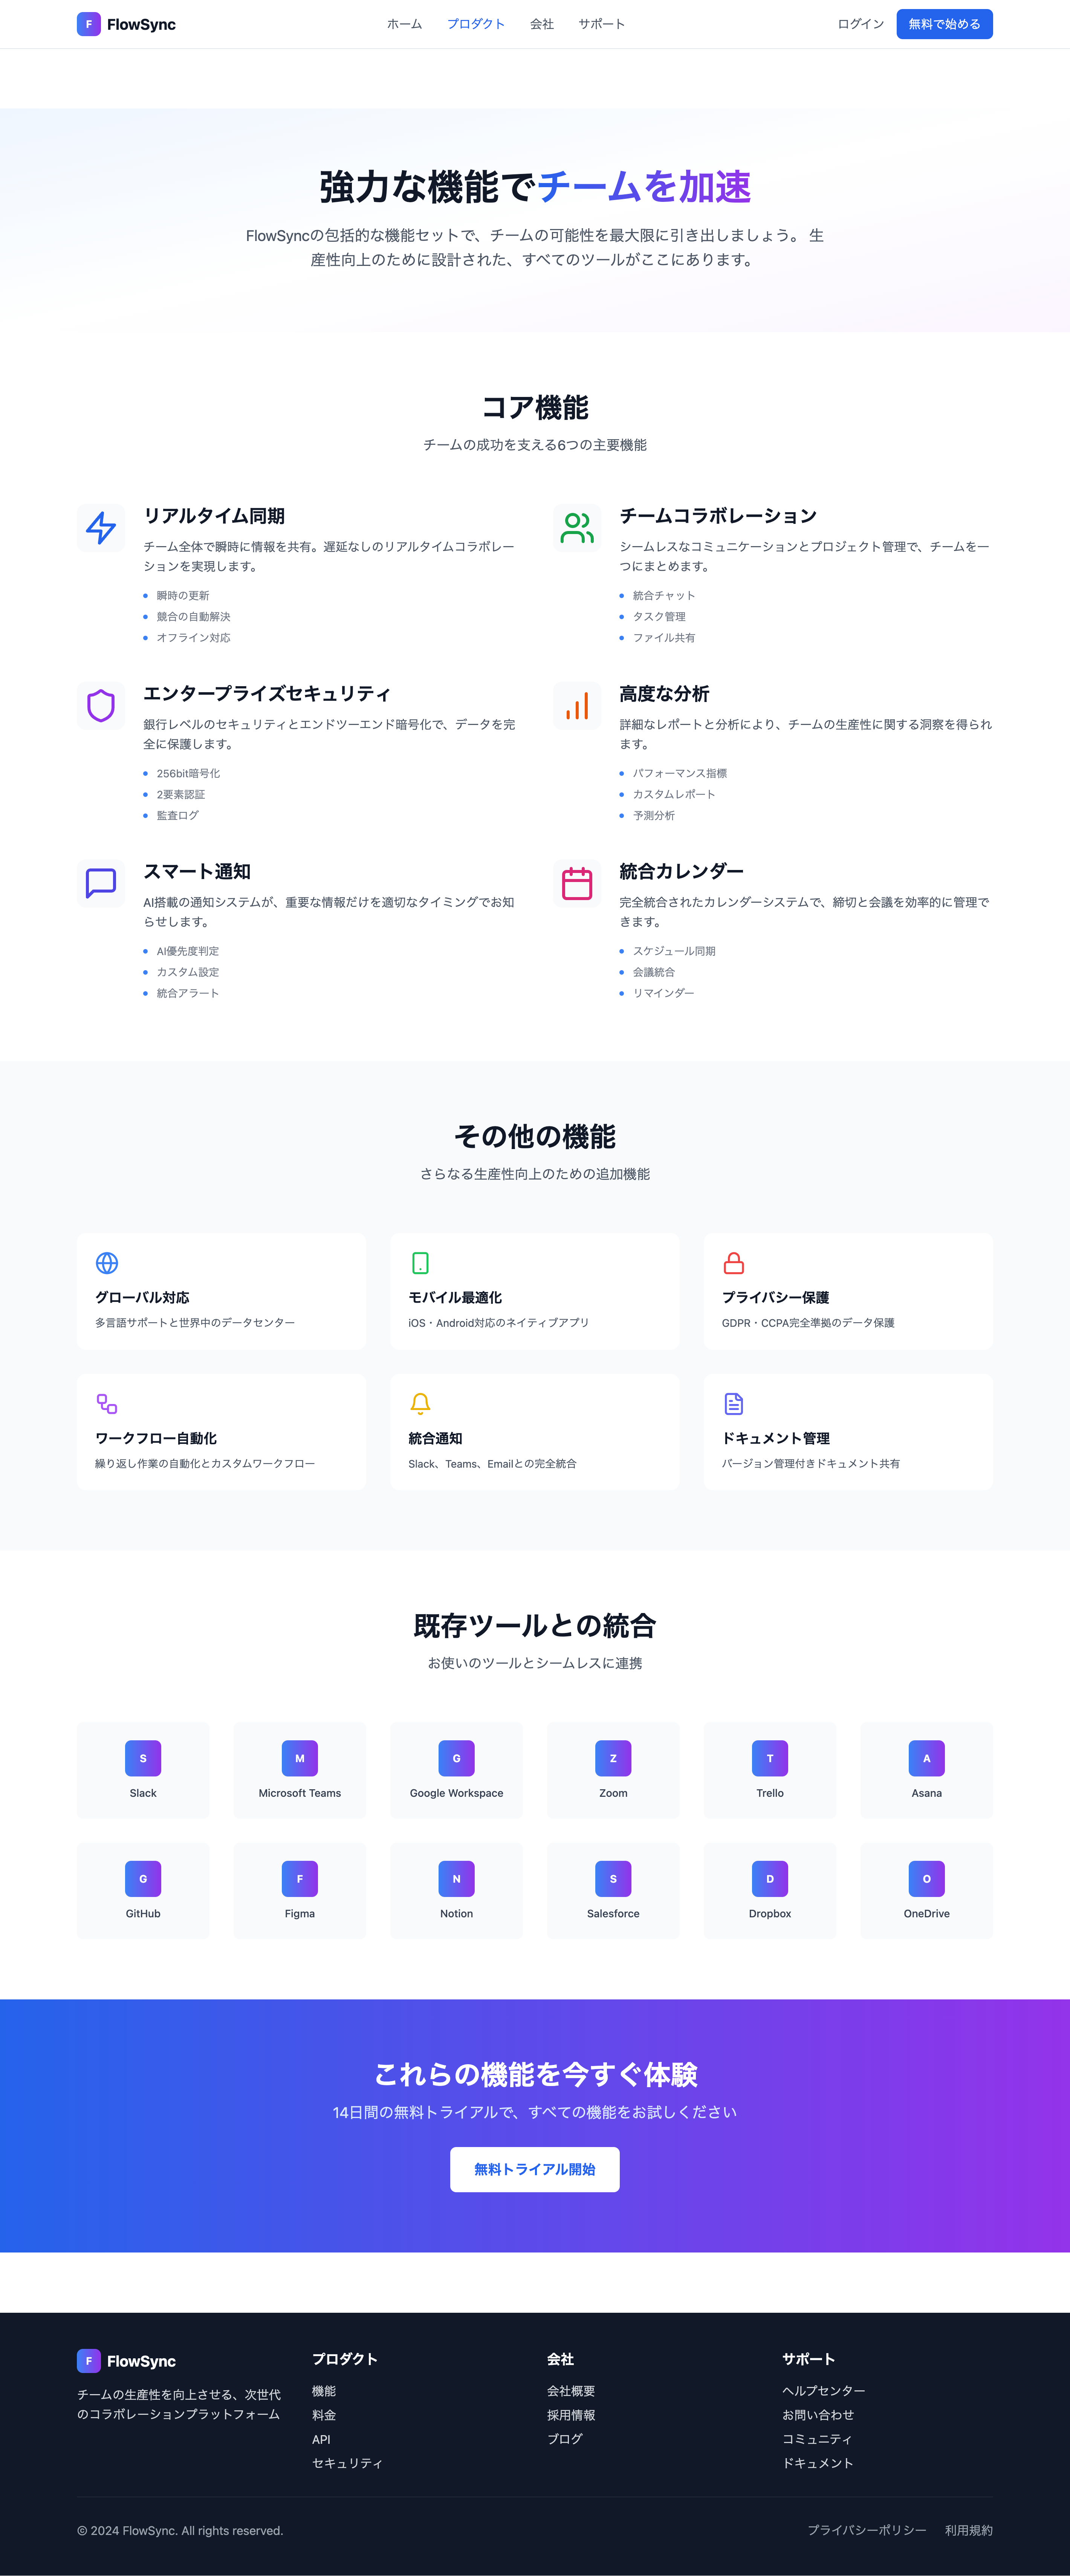 F FlowSync
ホーム
プロダクト
会社
サポート
ログイン
無料で始める
強力な機能でチームを加速
FlowSyncの包括的な機能セットで、チームの可能性を最大限に引き出しましょう。 生
産性向上のために設計された、すべてのツールがここにあります。
コア機能
チームの成功を支える6つの主要機能
リアルタイム同期
チーム全体で瞬時に情報を共有。遅延なしのリアルタイムコラボレー
ションを実現します。
瞬時の更新
競合の自動解決
オフライン対応
チームコラボレーション
シームレスなコミュニケーションとプロジェクト管理で、チームを一
つにまとめます。
統合チャット
タスク管理
ファイル共有
エンタープライズセキュリティ
銀行レベルのセキュリティとエンドツーエンド暗号化で、データを完
全に保護します。
256bit暗号化
2要素認証
監査ログ
高度な分析
詳細なレポートと分析により、チームの生産性に関する洞察を得られ
ます。
パフォーマンス指標
カスタムレポート
予測分析
スマート通知
AI搭載の通知システムが、重要な情報だけを適切なタイミングでお知
らせします。
AI優先度判定
カスタム設定
統合アラート
統合カレンダー
完全統合されたカレンダーシステムで、締切と会議を効率的に管理で
きます。
スケジュール同期
会議統合
リマインダー
その他の機能
さらなる生産性向上のための追加機能
グローバル対応
多言語サポートと世界中のデータセンター
モバイル最適化
iOS・Android対応のネイティブアプリ
プライバシー保護
GDPR・CCPA完全準拠のデータ保護
ワークフロー自動化
繰り返し作業の自動化とカスタムワークフロー
統合通知
Slack、Teams、Emailとの完全統合
ドキュメント管理
バージョン管理付きドキュメント共有
既存ツールとの統合
お使いのツールとシームレスに連携
S
Slack
M
Microsoft Teams
G
Google Workspace
Z
Zoom
T
Trello
A
Asana
G
GitHub
F
Figma
N
Notion
S
Salesforce
D
Dropbox
O
OneDrive
これらの機能を今すぐ体験
14日間の無料トライアルで、すべての機能をお試しください
無料トライアル開始
F FlowSync
チームの生産性を向上させる、次世代
のコラボレーションプラットフォーム
プロダクト
機能
料金
API
セキュリティ
会社
会社概要
採用情報
ブログ
サポート
ヘルプセンター
お問い合わせ
コミュニティ
ドキュメント
© 2024 FlowSync. All rights reserved.
プライバシーポリシー
利用規約